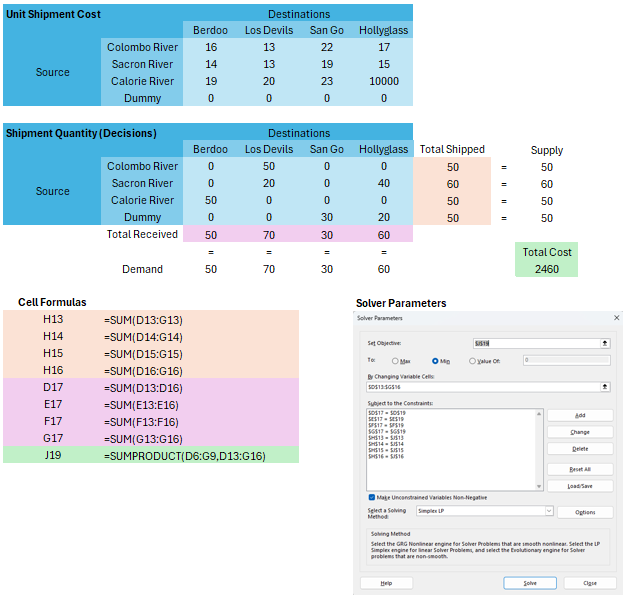 Unit Shipment Cost Destinations
Berdoo Los Devils San Go Hollyglass
Source
Colombo River 16 13 22 17
Sacron River 14 13 19 15
Calorie River 19 20 23 10000
Dummy 0 0 0 0
Shipment Quantity (Decisions) Destinations
Berdoo Los Devils San Go Hollyglass Total Shipped Supply
Source
Colombo River 0 50 0 0 50 = 50
Sacron River 0 20 0 40 60 = 60
Calorie River 50 0 0 0 50 = 50
Dummy 0 0 30 20 50 = 50
Total Received 50 70 30 60
= = = =
Demand 50 70 30 60
Total Cost
2460
Cell Formulas
H13 =SUM(D13:G13)
H14 =SUM(D14:G14)
H15 =SUM(D15:G15)
H16 =SUM(D16:G16)
D17 =SUM(D13:D16)
E17 =SUM(E13:E16)
F17 =SUM(F13:F16)
G17 =SUM(G13:G16)
J19 =SUMPRODUCT(D6:G9,D13:G16)
Solver Parameters
Solver Parameters
Set Objective: $J$19
To: Max Min Value Of: 0
By Changing Variable Cells:
$D$13:$G$16
Subject to the Constraints:
$D$17 = $D$19
$E$17 = $E$19
$F$17 = $F$19
$G$17 = $G$19
$H$13 = $J$13
$H$14 = $J$14
$H$15 = $J$15
$H$16 = $J$16
Add
Change
Delete
Reset All
Load/Save
Make Unconstrained Variables Non-Negative
Select a Solving Method: Simplex LP Options
Solving Method
Select the GRG Nonlinear engine for Solver Problems that are smooth nonlinear. Select the LP
Simplex engine for linear Solver Problems, and select the Evolutionary engine for Solver
problems that are non-smooth.
Help Solve Close